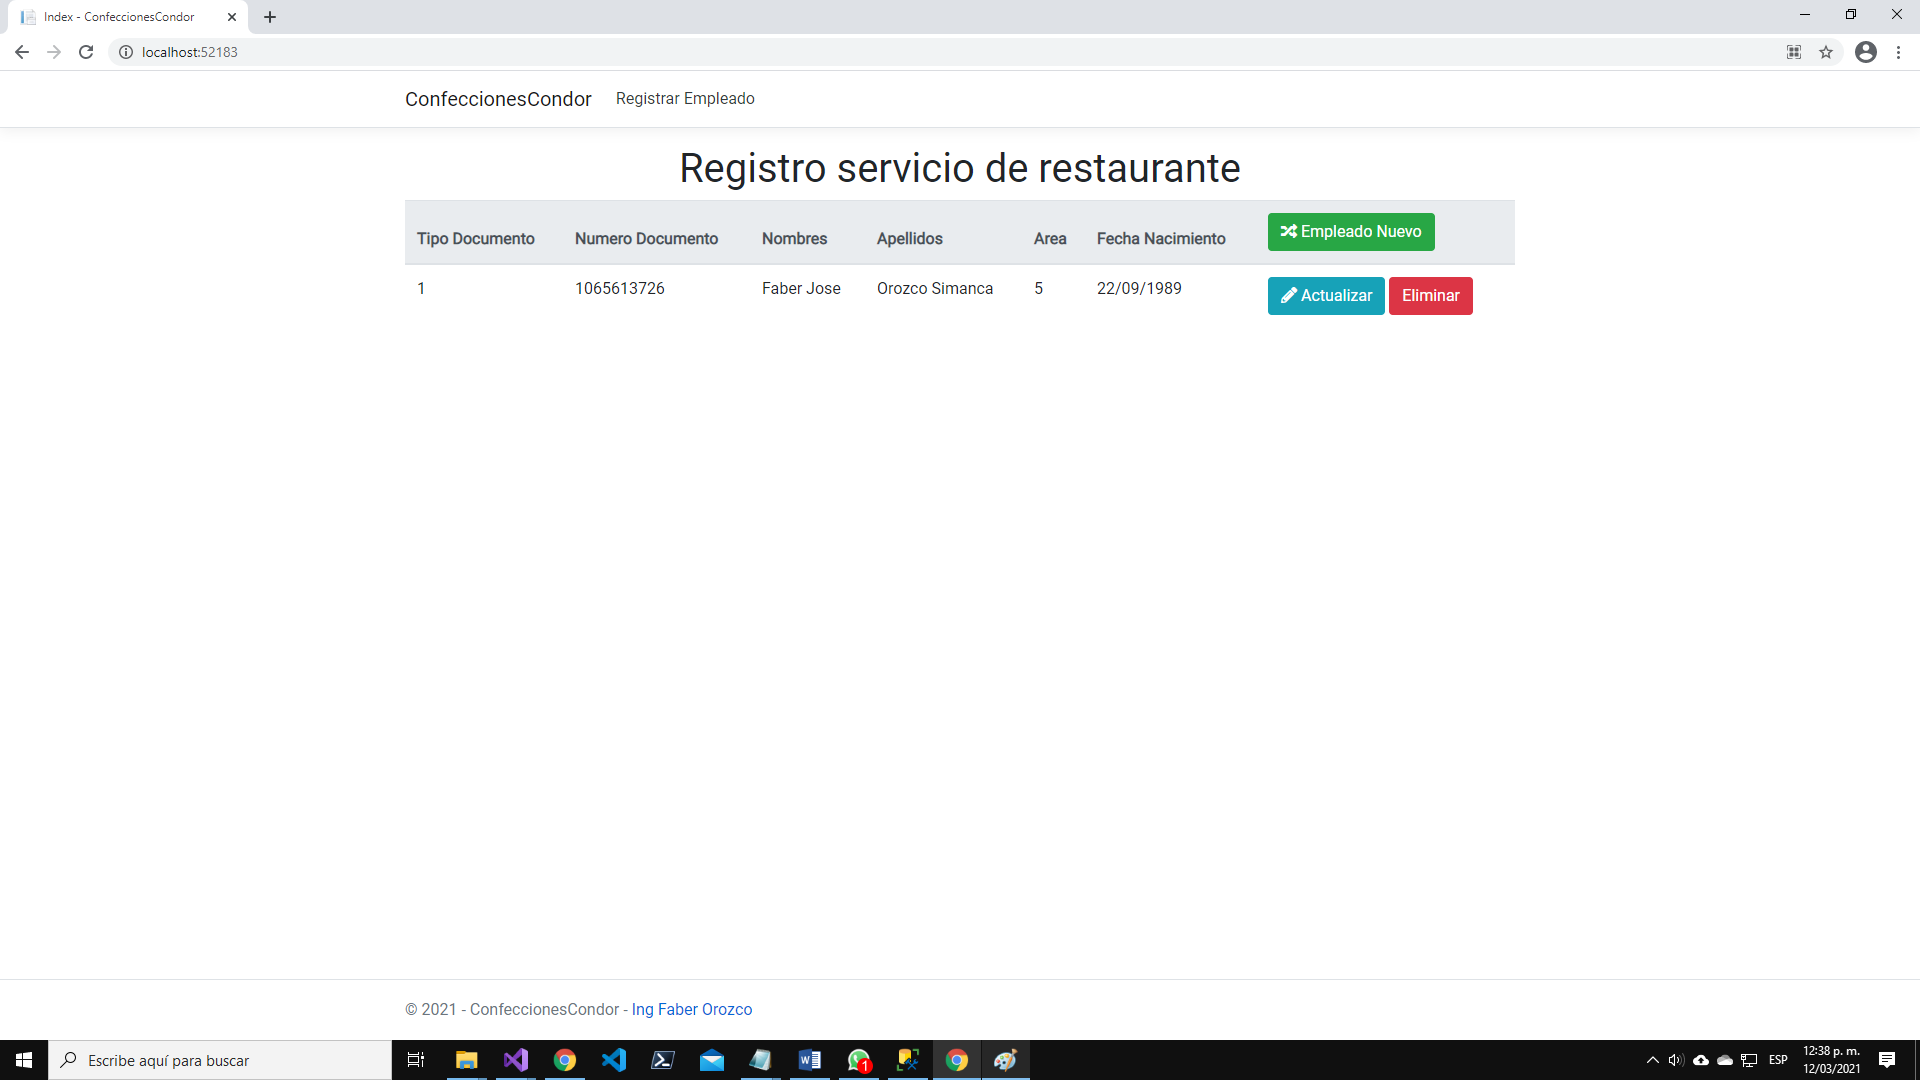 Index - ConfeccionesCondor
localhost:52183
ConfeccionesCondor Registrar Empleado
Registro servicio de restaurante
Tipo Documento Numero Documento Nombres Apellidos Area Fecha Nacimiento Empleado Nuevo
1 1065613726 Faber Jose Orozco Simanca 5 22/09/1989 Actualizar Eliminar
© 2021 - ConfeccionesCondor - Ing Faber Orozco
Escribe aquí para buscar
1
ESP
12:38 p. m.
12/03/2021